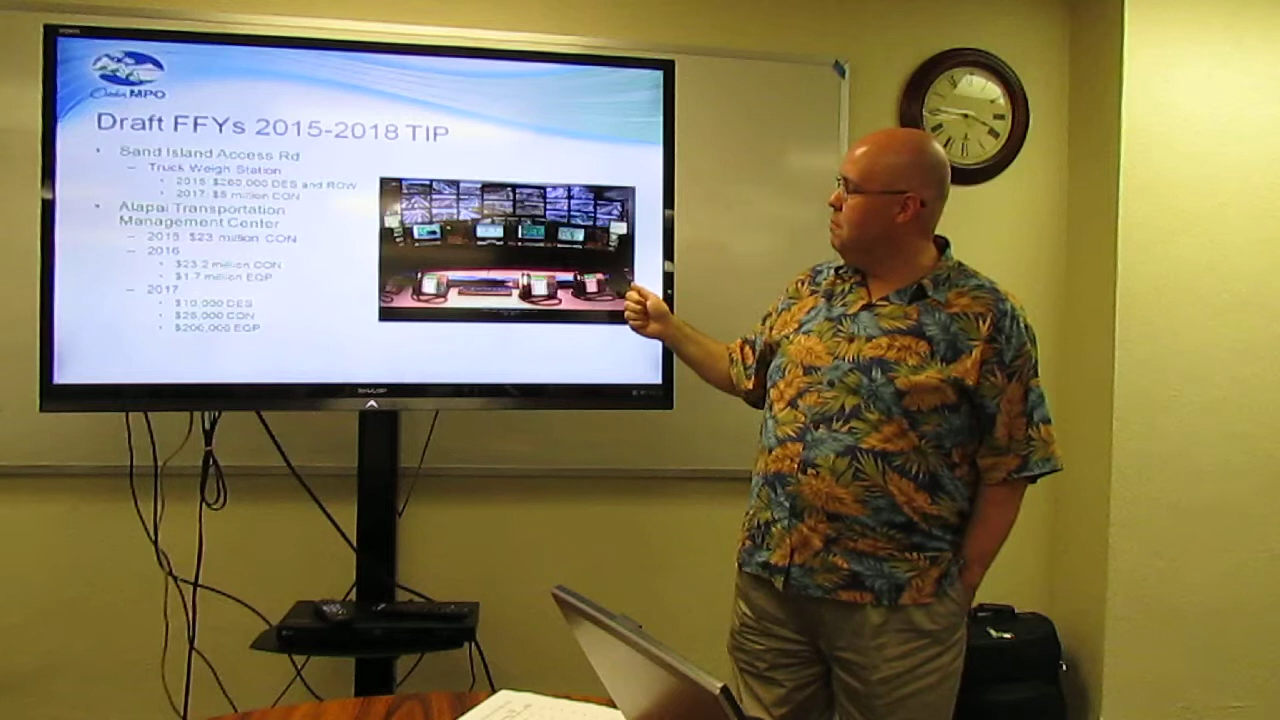 Oahu MPO
Draft FFYs 2015-2018 TIP
• Sand Island Access Rd
– Truck Weigh Station
• 2015: $260,000 DES and ROW
• 2017: $5 million CON
• Alapai Transportation
Management Center
– 2015: $23 million CON
– 2016
• $23.2 million CON
• $1.7 million EQP
– 2017
• $10,000 DES
• $25,000 CON
• $200,000 EQP
SHARP